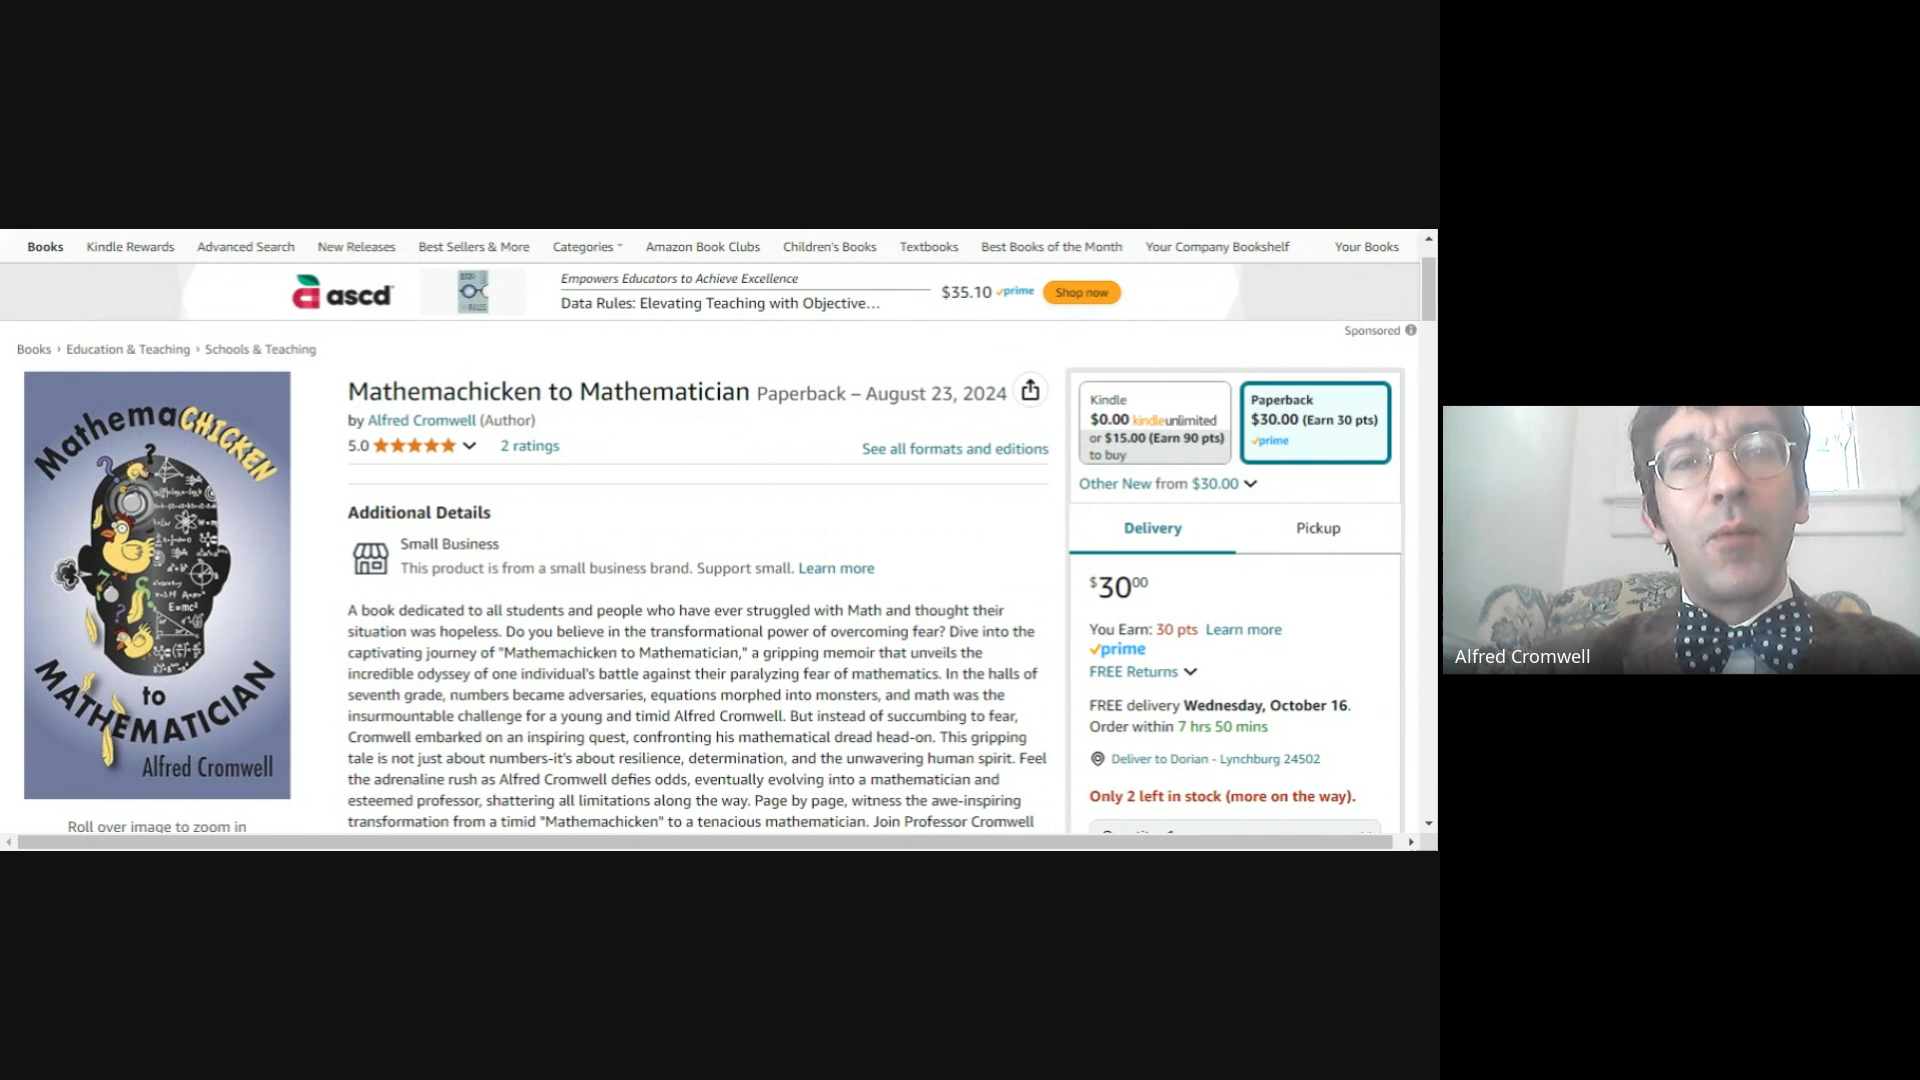 Books Kindle Rewards Advanced Search New Releases Best Sellers & More Categories Amazon Book Clubs Children's Books Textbooks Best Books of the Month Your Company Bookshelf Your Books
ascd
Empowers Educators to Achieve Excellence
Data Rules: Elevating Teaching with Objective…
$35.10 prime Shop now
Sponsored
Books › Education & Teaching › Schools & Teaching
MathemaCHICKEN
to
MATHEMATICIAN
Alfred Cromwell
Roll over image to zoom in
Mathemachicken to Mathematician Paperback – August 23, 2024
by Alfred Cromwell (Author)
5.0 2 ratings
See all formats and editions
Additional Details
Small Business
This product is from a small business brand. Support small. Learn more
A book dedicated to all students and people who have ever struggled with Math and thought their
situation was hopeless. Do you believe in the transformational power of overcoming fear? Dive into the
captivating journey of "Mathemachicken to Mathematician," a gripping memoir that unveils the
incredible odyssey of one individual's battle against their paralyzing fear of mathematics. In the halls of
seventh grade, numbers became adversaries, equations morphed into monsters, and math was the
insurmountable challenge for a young and timid Alfred Cromwell. But instead of succumbing to fear,
Cromwell embarked on an inspiring quest, confronting his mathematical dread head-on. This gripping
tale is not just about numbers-it's about resilience, determination, and the unwavering human spirit. Feel
the adrenaline rush as Alfred Cromwell defies odds, eventually evolving into a mathematician and
esteemed professor, shattering all limitations along the way. Page by page, witness the awe-inspiring
transformation from a timid "Mathemachicken" to a tenacious mathematician. Join Professor Cromwell
Kindle
$0.00 kindleunlimited
or $15.00 (Earn 90 pts)
to buy
Paperback
$30.00 (Earn 30 pts)
prime
Other New from $30.00
Delivery Pickup
$3000
You Earn: 30 pts Learn more
prime
FREE Returns
FREE delivery Wednesday, October 16.
Order within 7 hrs 50 mins
Deliver to Dorian - Lynchburg 24502
Only 2 left in stock (more on the way).
Alfred Cromwell